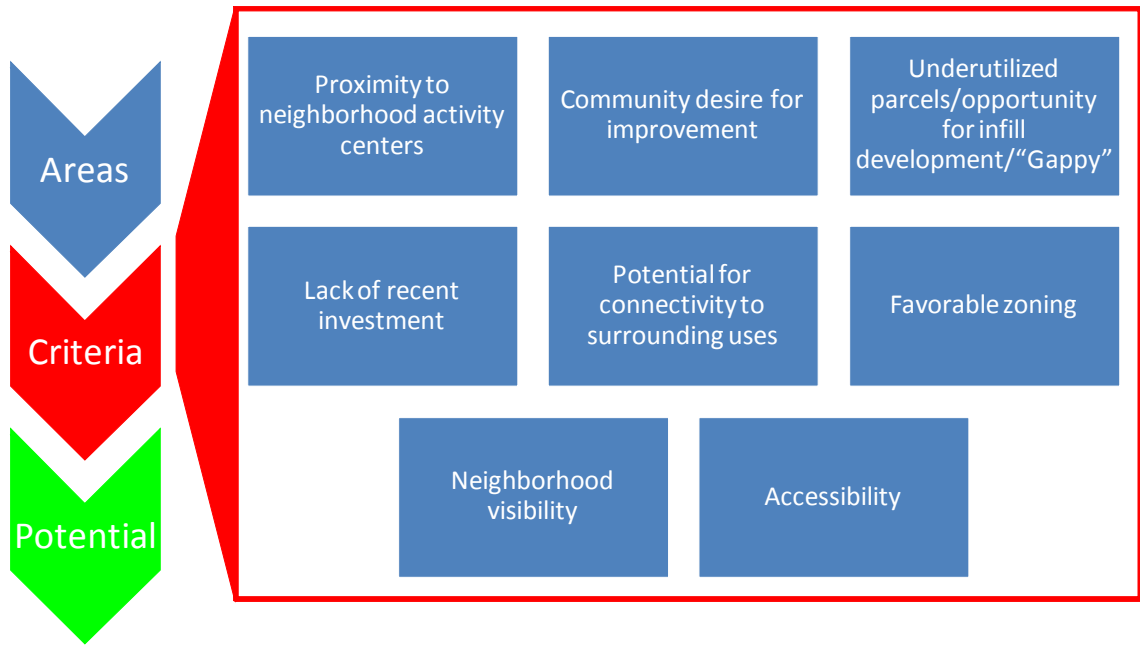 Areas
Criteria
Potential
Proximity to
neighborhood activity
centers
Community desire for
improvement
Underutilized
parcels/opportunity
for infill
development/“Gappy”
Lack of recent
investment
Potential for
connectivity to
surrounding uses
Favorable zoning
Neighborhood
visibility
Accessibility